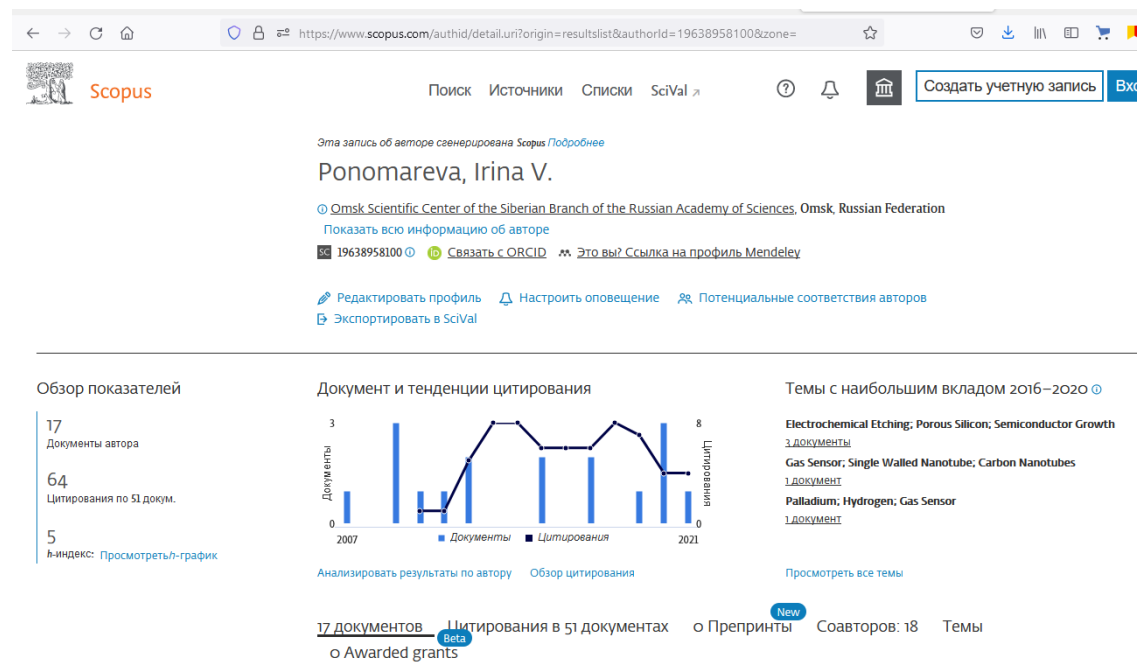 https://www.scopus.com/authid/detail.uri?origin=resultslist&authorId=19638958100&zone=
Scopus
Поиск Источники Списки SciVal
Создать учетную запись
Эта запись об авторе сгенерирована Scopus Подробнее
Ponomareva, Irina V.
Omsk Scientific Center of the Siberian Branch of the Russian Academy of Sciences, Omsk, Russian Federation
Показать всю информацию об авторе
SC 19638958100 iD Связать с ORCID Это вы? Ссылка на профиль Mendeley
Редактировать профиль Настроить оповещение Потенциальные соответствия авторов
Экспортировать в SciVal
Обзор показателей
17
Документы автора
64
Цитирования по 51 докум.
5
h-индекс: Просмотретьh-график
Документ и тенденции цитирования
3
8
Документы
Цитирования
0
0
2007
Документы Цитирования
2021
Анализировать результаты по автору Обзор цитирования
Темы с наибольшим вкладом 2016–2020
Electrochemical Etching; Porous Silicon; Semiconductor Growth
3 документы
Gas Sensor; Single Walled Nanotube; Carbon Nanotubes
1 документ
Palladium; Hydrogen; Gas Sensor
1 документ
Просмотреть все темы
New
17 документов Цитирования в 51 документах 0 Препринты Соавторов: 18 Темы
Beta
0 Awarded grants